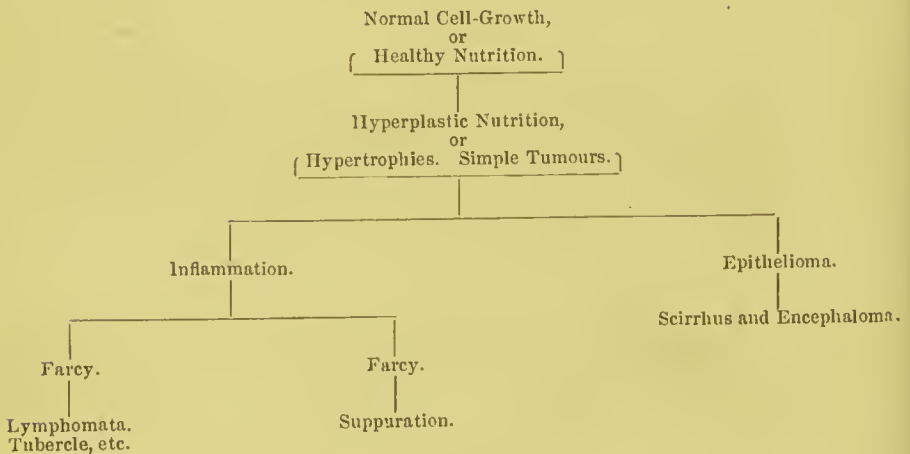 Normal Cell-Growth,
or
Healthy Nutrition.
Hyperplastic Nutrition,
or
Hypertrophies. Simple Tumours.
Inflammation.
Epithelioma.
Scirrhus and Encephaloma.
Farcy.
Farcy.
Lymphomata.
Tubercle, etc.
Suppuration.